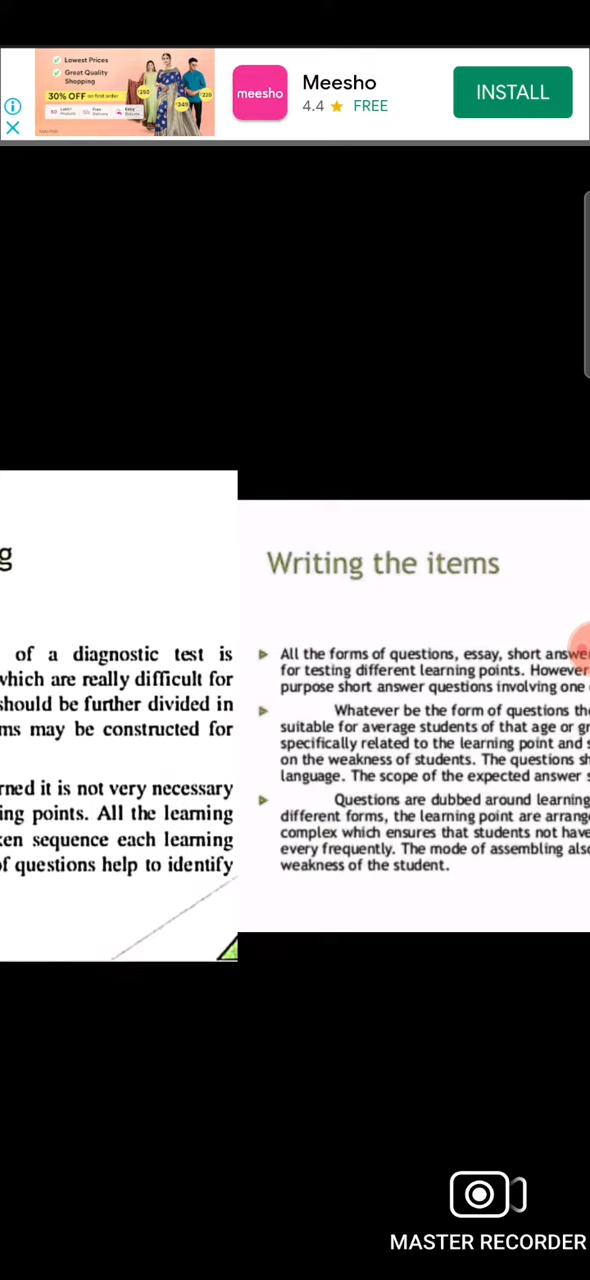 Lowest Prices
Great Quality
Shopping
30% OFF on first order
meesho
Meesho
4.4 FREE
INSTALL
g
of a diagnostic test is
which are really difficult for
should be further divided in
ms may be constructed for
rned it is not very necessary
ing points. All the learning
ken sequence each learning
of questions help to identify
Writing the items
All the forms of questions, essay, short answe
for testing different learning points. However
purpose short answer questions involving one
Whatever be the form of questions the
suitable for average students of that age or gr
specifically related to the learning point and s
on the weakness of students. The questions sh
language. The scope of the expected answer s
Questions are dubbed around learning
different forms, the learning point are arrange
complex which ensures that students not have
every frequently. The mode of assembling also
weakness of the student.
MASTER RECORDER